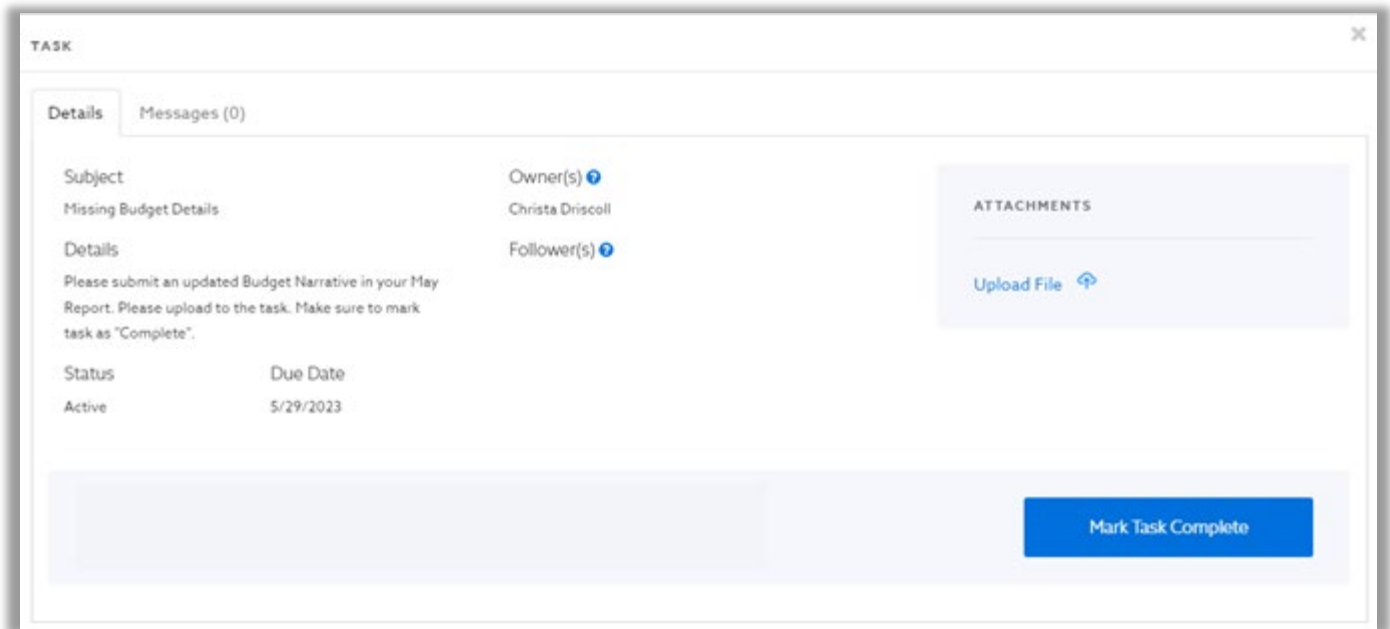 TASK
Details
Messages (0)
Subject
Missing Budget Details
Owner(s)
Christa Driscoll
Details
Please submit an updated Budget Narrative in your May
Report. Please upload to the task. Make sure to mark
task as "Complete".
Follower(s)
Status
Active
Due Date
5/29/2023
ATTACHMENTS
Upload File
Mark Task Complete